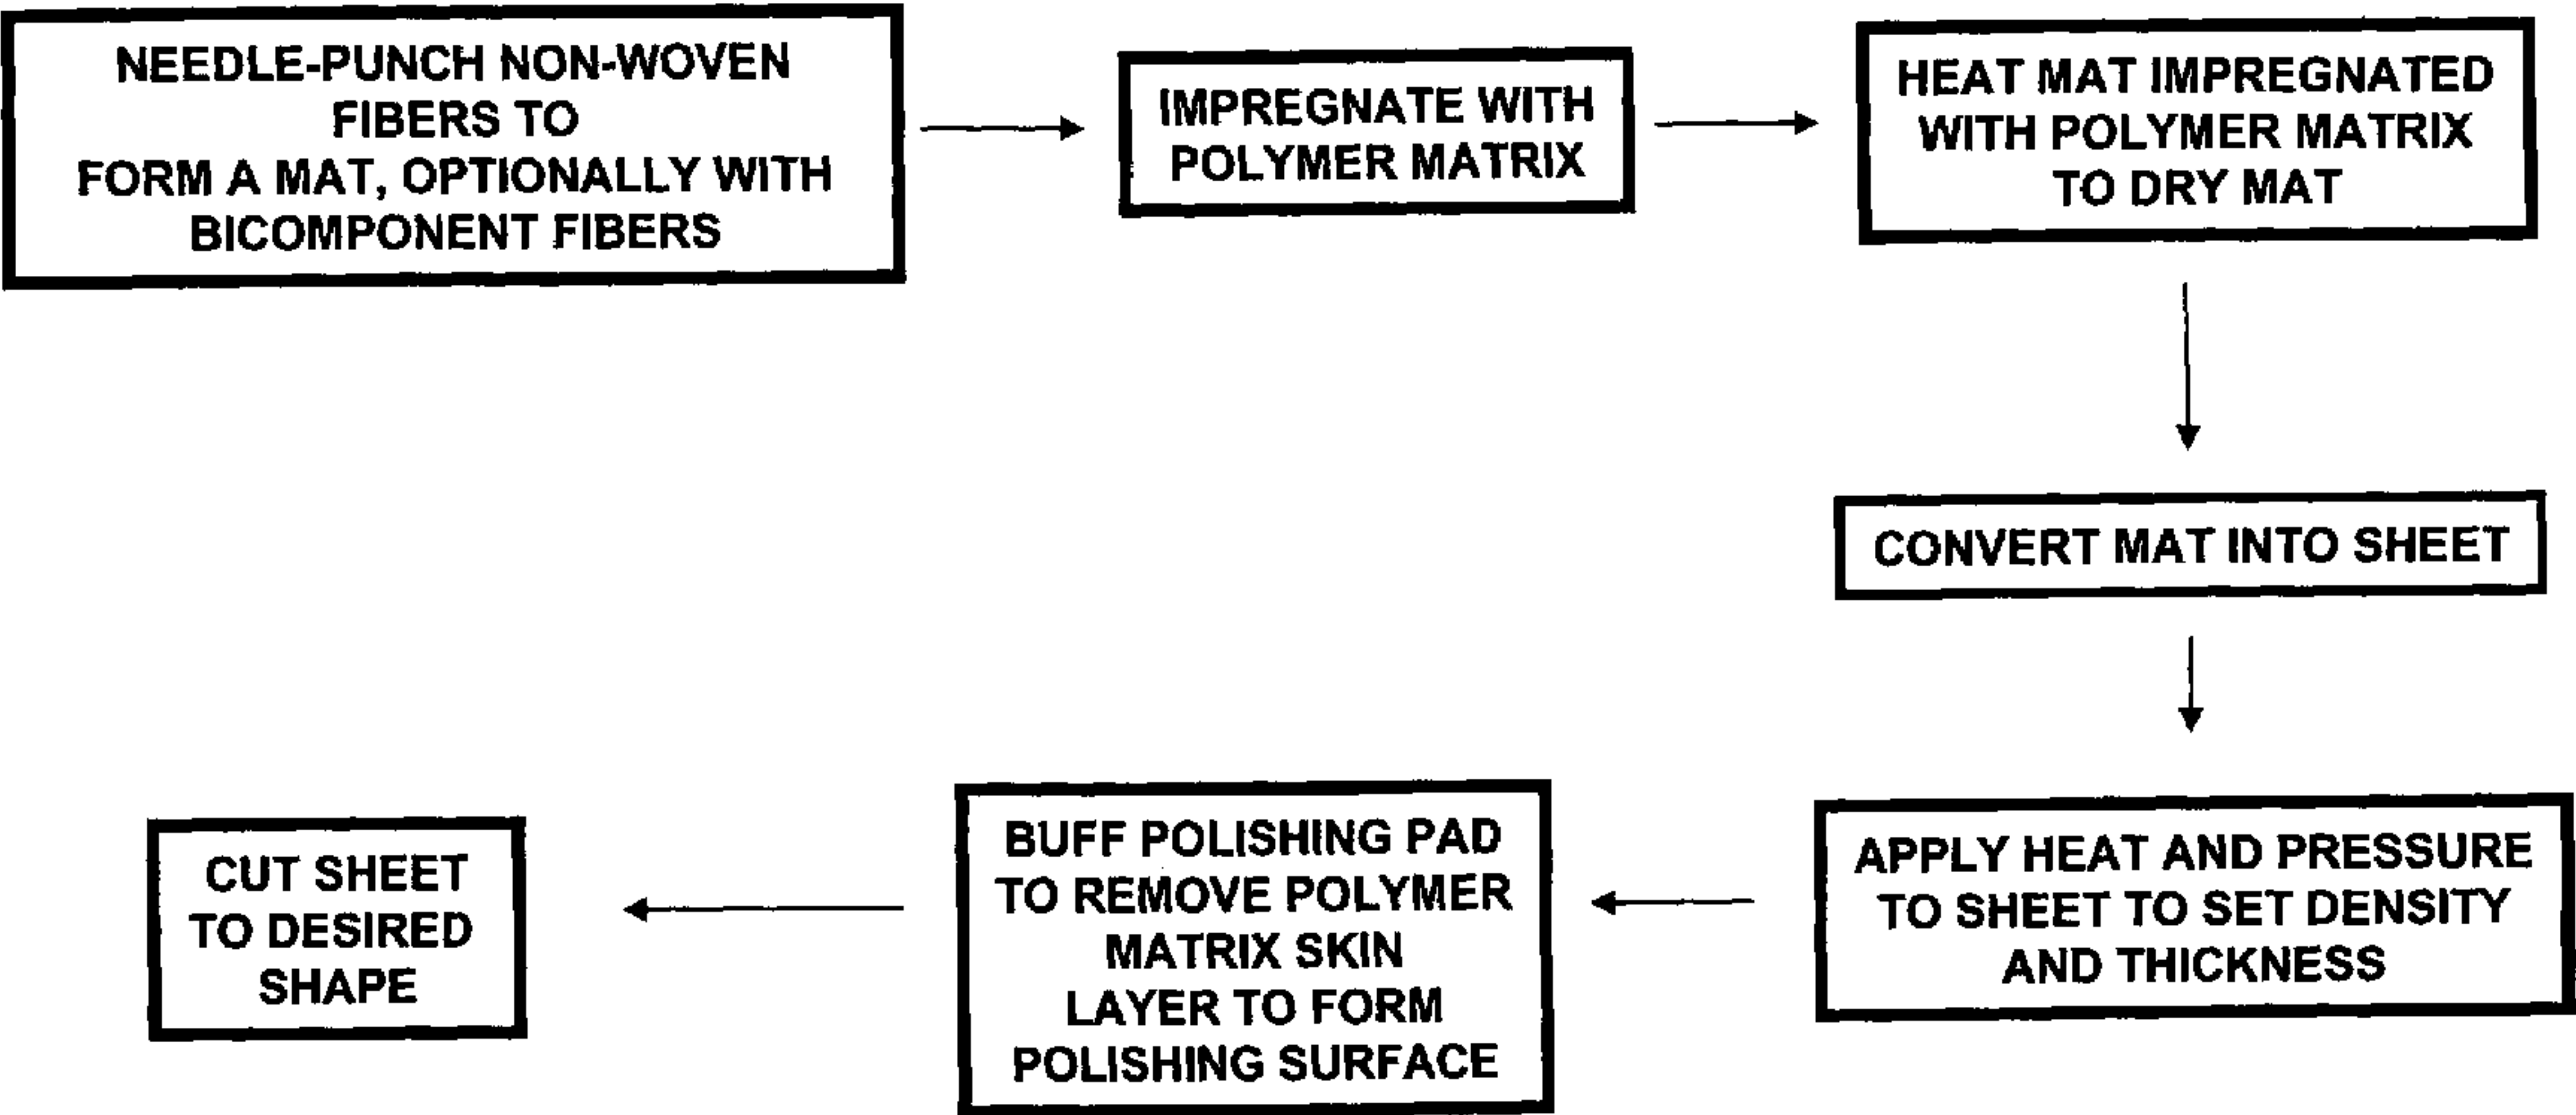 NEEDLE-PUNCH NON-WOVEN
FIBERS TO
FORM A MAT, OPTIONALLY WITH
BICOMPONENT FIBERS
IMPREGNATE WITH
POLYMER MATRIX
HEAT MAT IMPREGNATED
WITH POLYMER MATRIX
TO DRY MAT
CONVERT MAT INTO SHEET
APPLY HEAT AND PRESSURE
TO SHEET TO SET DENSITY
AND THICKNESS
BUFF POLISHING PAD
TO REMOVE POLYMER
MATRIX SKIN
LAYER TO FORM
POLISHING SURFACE
CUT SHEET
TO DESIRED
SHAPE